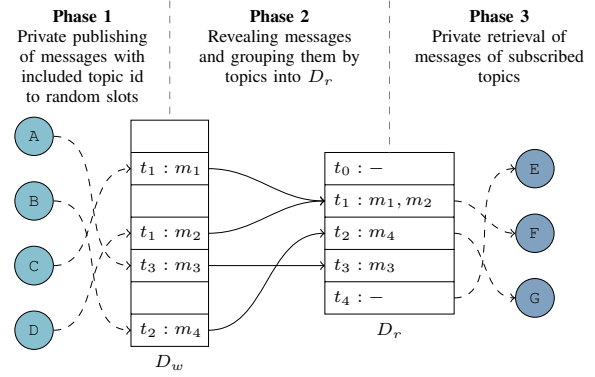 Phase 1
Private publishing
of messages with
included topic id
to random slots
Phase 2
Revealing messages
and grouping them by
topics into D_r
Phase 3
Private retrieval of
messages of subscribed
topics
A
B
C
D
t_1 : m_1
t_1 : m_2
t_3 : m_3
t_2 : m_4
D_w
t_0 : −
t_1 : m_1, m_2
t_2 : m_4
t_3 : m_3
t_4 : −
D_r
E
F
G